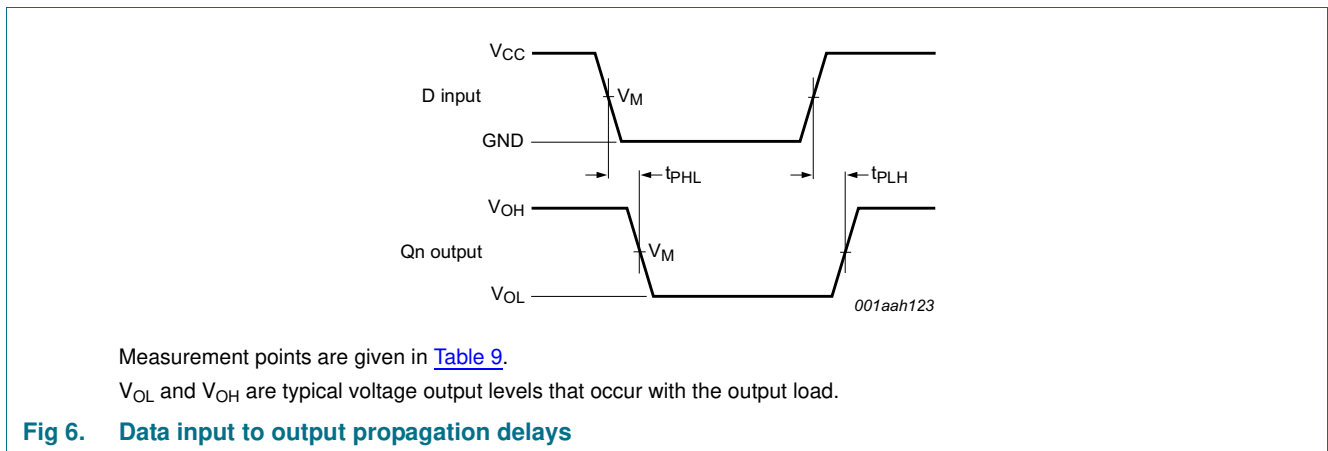 VCC
D input
VM
GND
tPHL
tPLH
VOH
Qn output
VM
VOL
001aah123
Measurement points are given in Table 9.
VOL and VOH are typical voltage output levels that occur with the output load.
Fig 6. Data input to output propagation delays